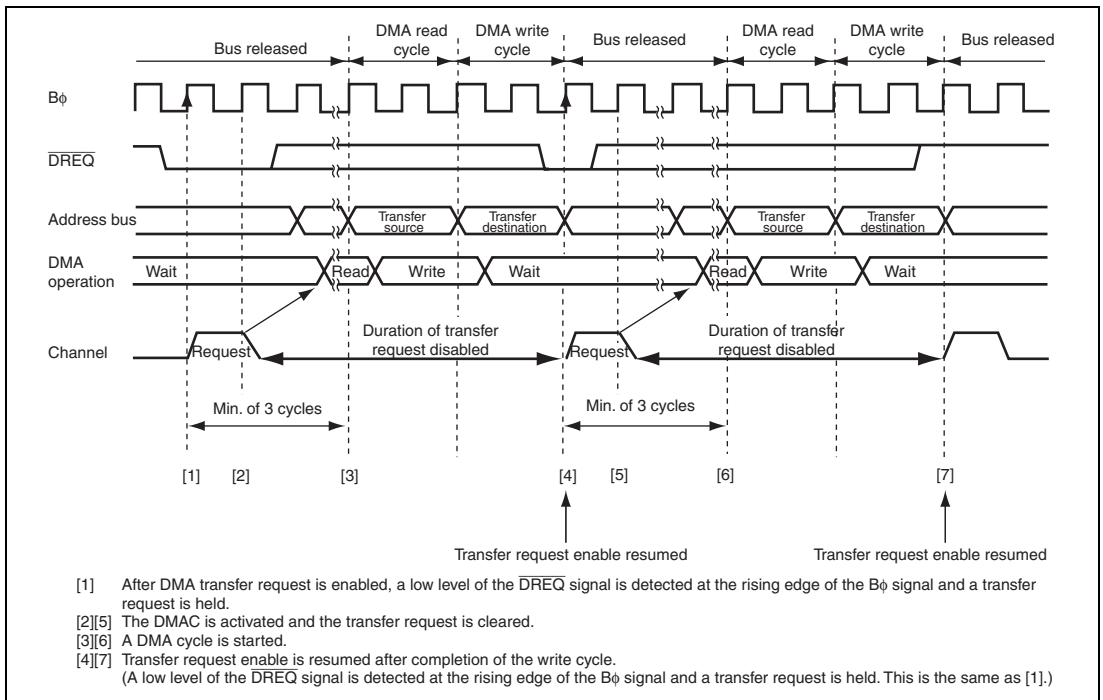 Bus released
DMA read cycle
DMA write cycle
Bus released
DMA read cycle
DMA write cycle
Bus released
Bϕ
DREQ
Address bus
Transfer source
Transfer destination
Transfer source
Transfer destination
DMA operation
Wait
Read
Write
Wait
Read
Write
Wait
Channel
Request
Duration of transfer request disabled
Request
Duration of transfer request disabled
Min. of 3 cycles
Min. of 3 cycles
[1]
[2]
[3]
[4]
[5]
[6]
[7]
Transfer request enable resumed
Transfer request enable resumed
[1] After DMA transfer request is enabled, a low level of the DREQ signal is detected at the rising edge of the Bϕ signal and a transfer
request is held.
[2][5] The DMAC is activated and the transfer request is cleared.
[3][6] A DMA cycle is started.
[4][7] Transfer request enable is resumed after completion of the write cycle.
(A low level of the DREQ signal is detected at the rising edge of the Bϕ signal and a transfer request is held. This is the same as [1].)